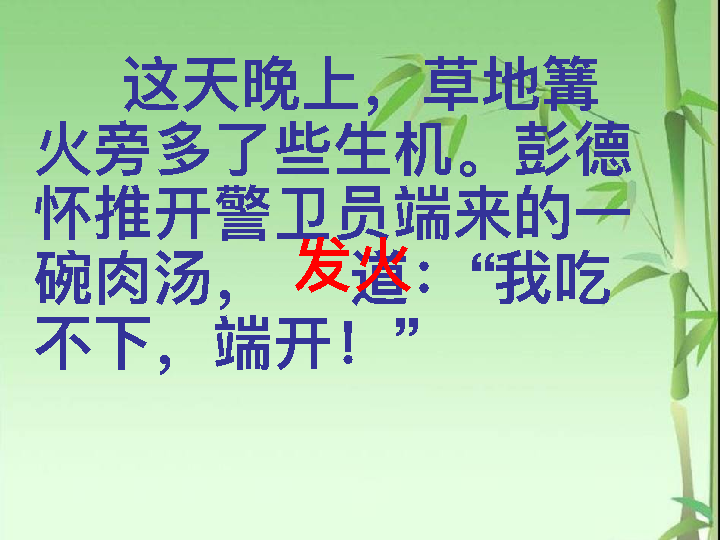 这天晚上，草地篝
火旁多了些生机。彭德
怀推开警卫员端来的一
碗肉汤，发火道：“我吃
不下，端开！”